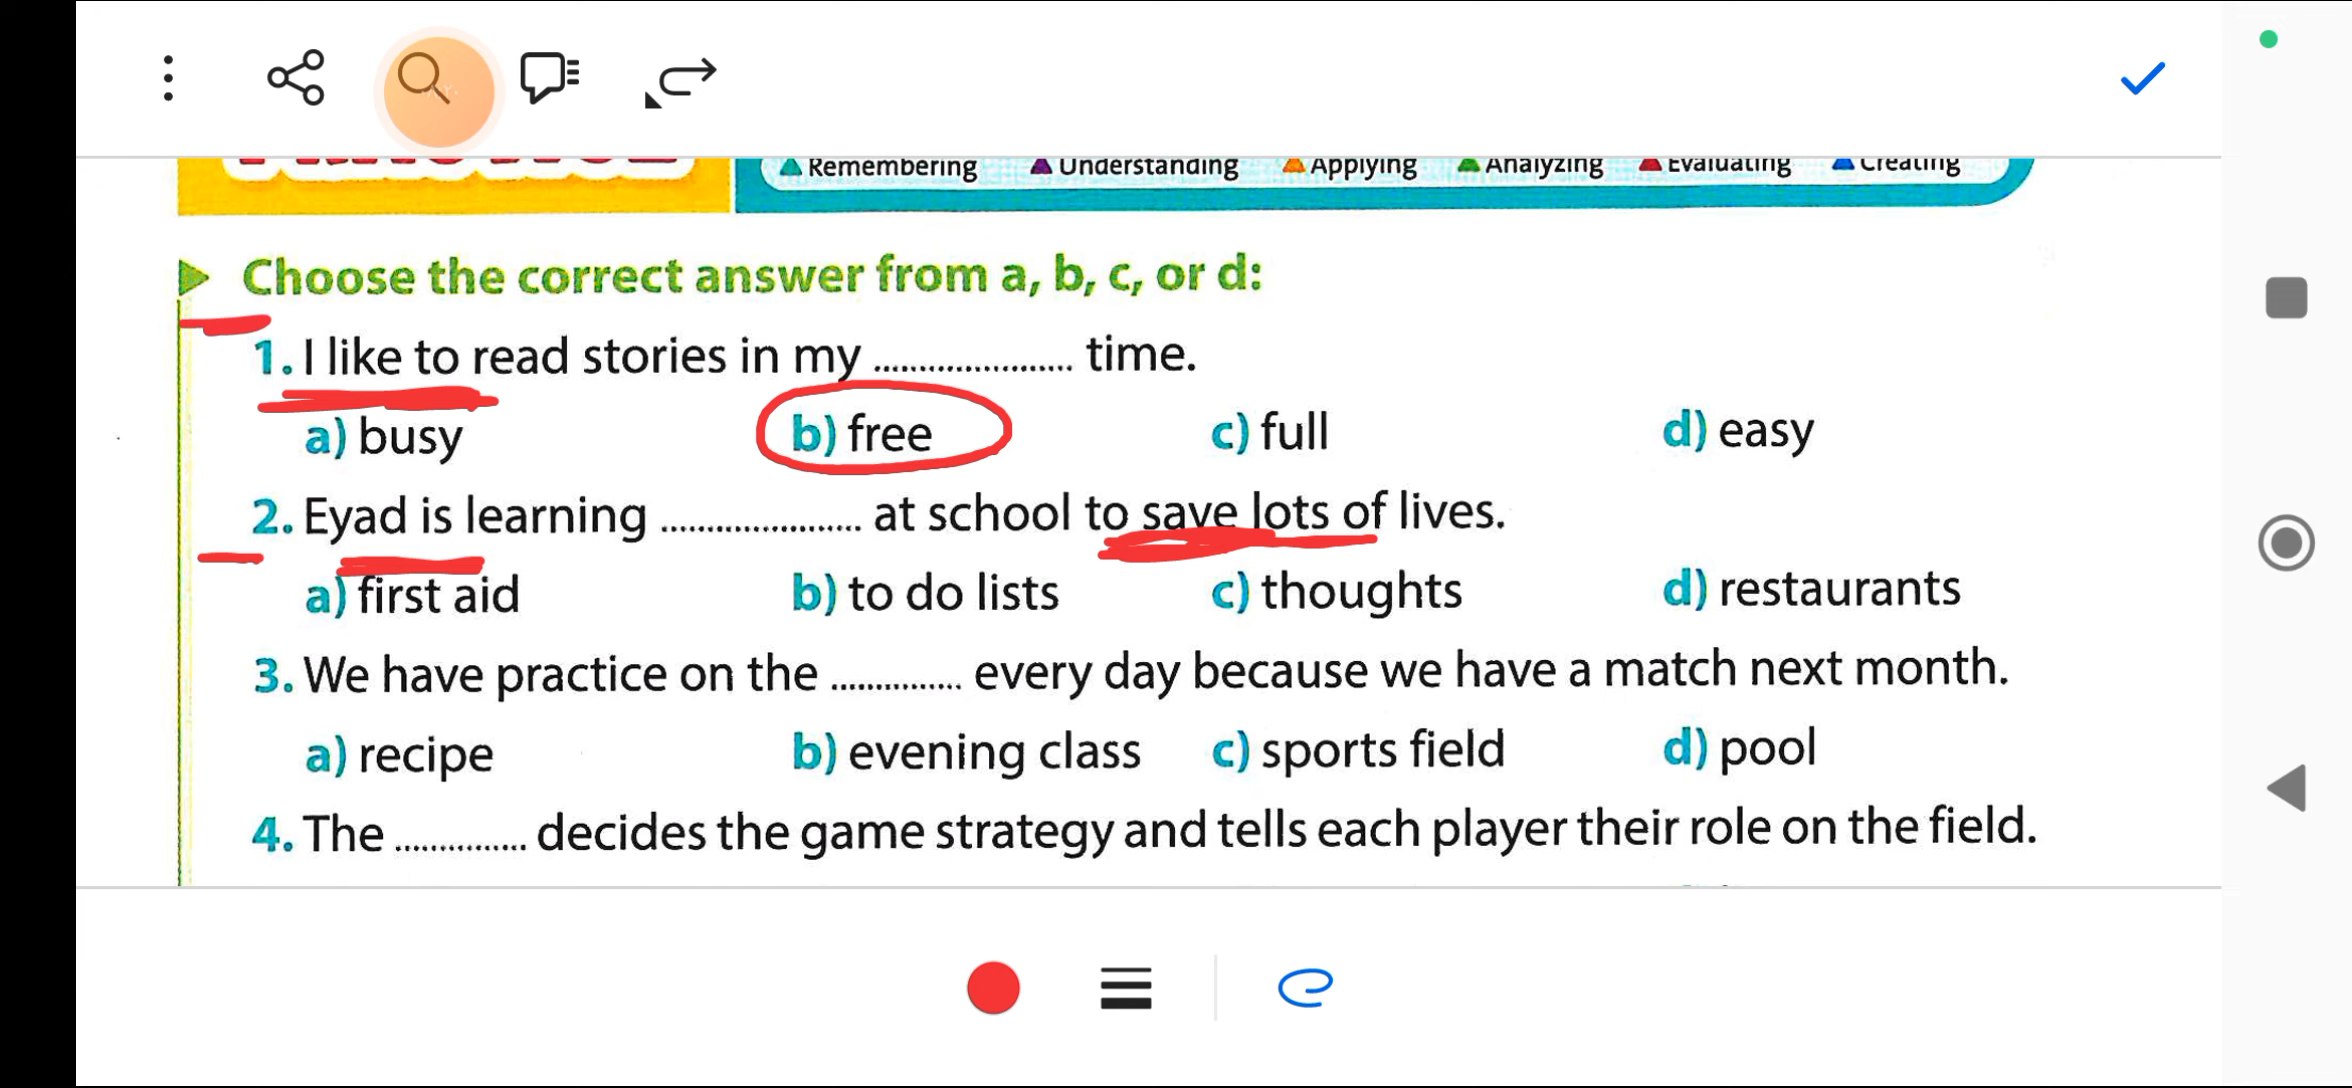 Remembering Understanding Applying Analyzing Evaluating Creating
Choose the correct answer from a, b, c, or d:
1. I like to read stories in my ...................... time.
a) busy b) free c) full d) easy
2. Eyad is learning ...................... at school to save lots of lives.
a) first aid b) to do lists c) thoughts d) restaurants
3. We have practice on the ............... every day because we have a match next month.
a) recipe b) evening class c) sports field d) pool
4. The ............... decides the game strategy and tells each player their role on the field.